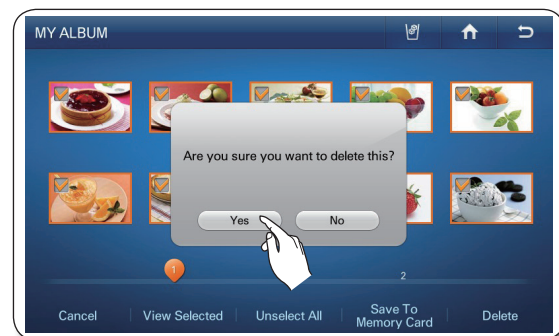 MY ALBUM
Are you sure you want to delete this?
Yes No
1 2
Cancel View Selected Unselect All Save To Memory Card Delete